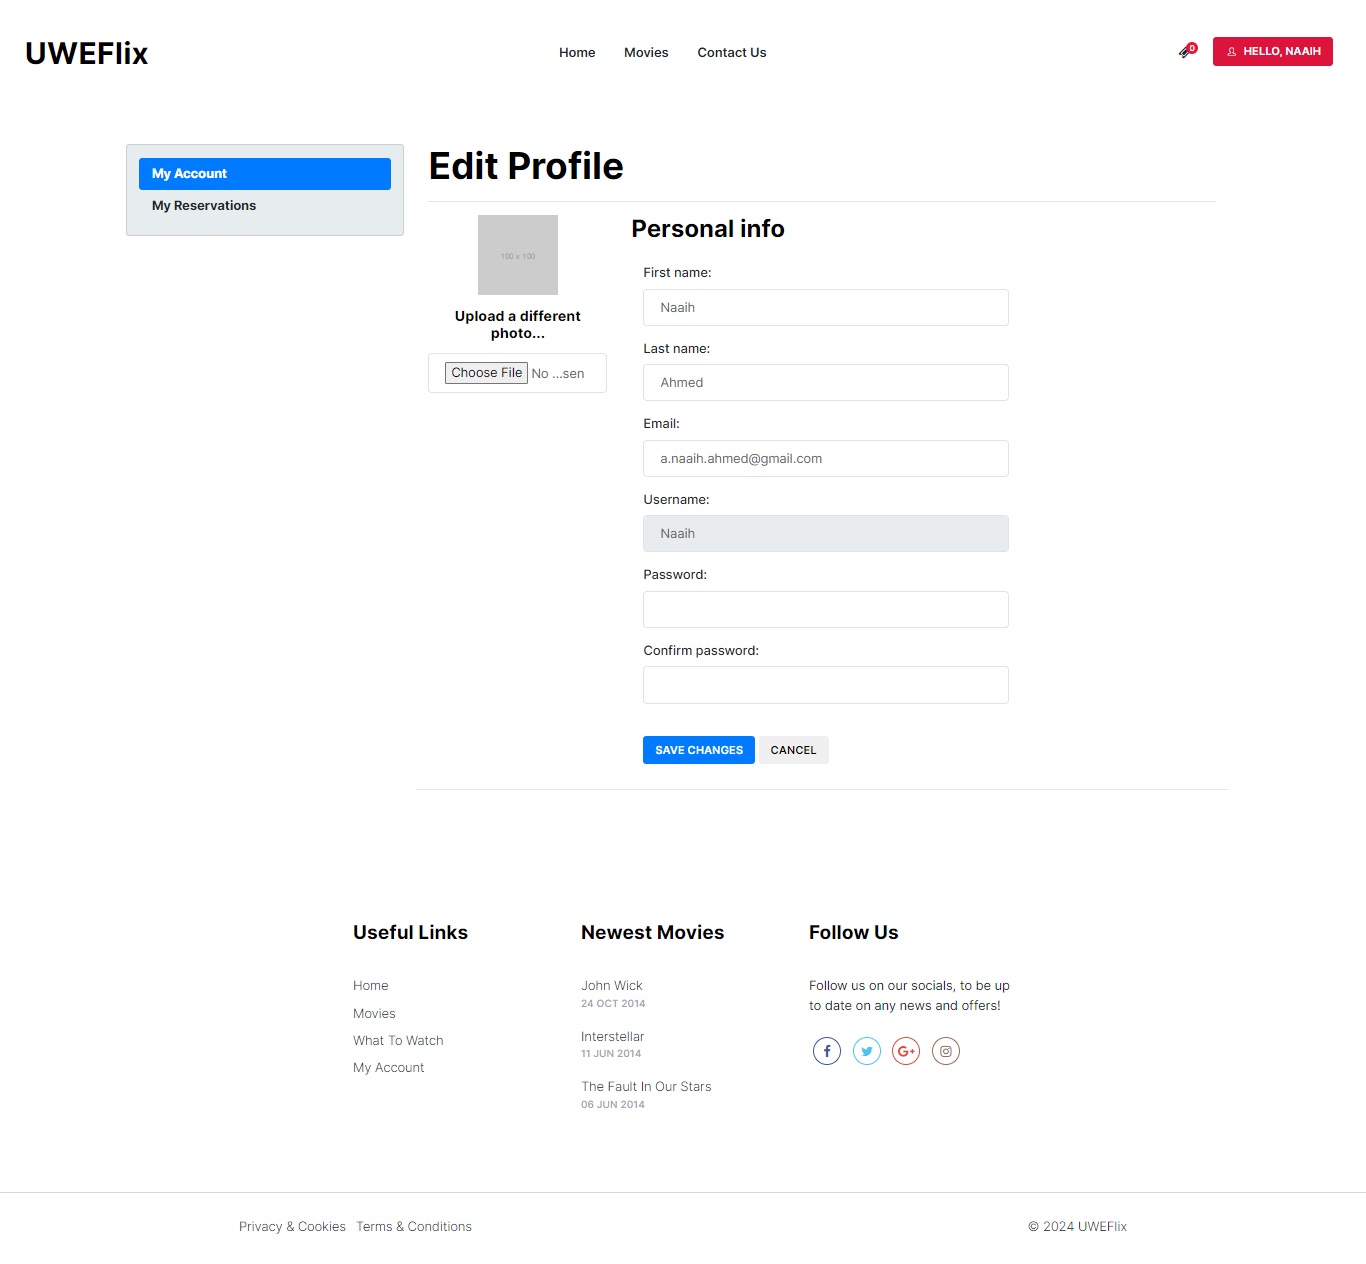 UWEFlix
Home Movies Contact Us
0
HELLO, NAAIH
My Account
My Reservations
Edit Profile
100 x 100
Upload a different
photo...
Choose File No ...sen
Personal info
First name:
Naaih
Last name:
Ahmed
Email:
a.naaih.ahmed@gmail.com
Username:
Naaih
Password:
Confirm password:
SAVE CHANGES CANCEL
Useful Links
Home
Movies
What To Watch
My Account
Newest Movies
John Wick
24 OCT 2014
Interstellar
11 JUN 2014
The Fault In Our Stars
06 JUN 2014
Follow Us
Follow us on our socials, to be up
to date on any news and offers!
Privacy & Cookies Terms & Conditions
© 2024 UWEFlix